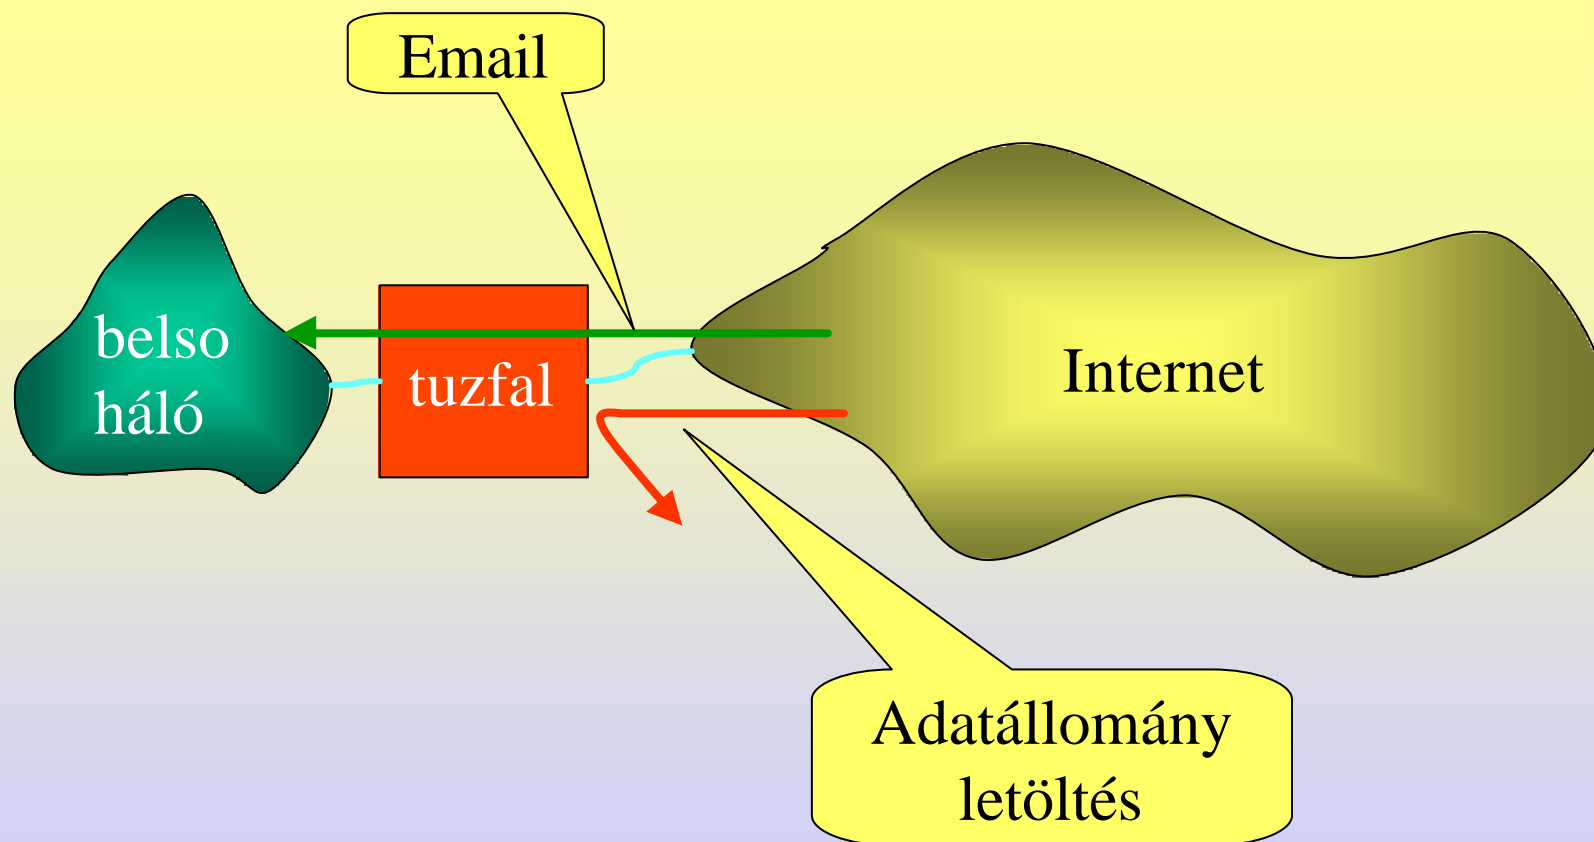 Email
belso
háló
tuzfal
Internet
Adatállomány
letöltés